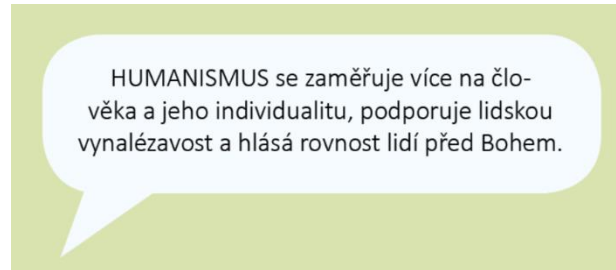 HUMANISMUS se zaměřuje více na člo-
věka a jeho individualitu, podporuje lidskou
vynalézavost a hlásá rovnost lidí před Bohem.